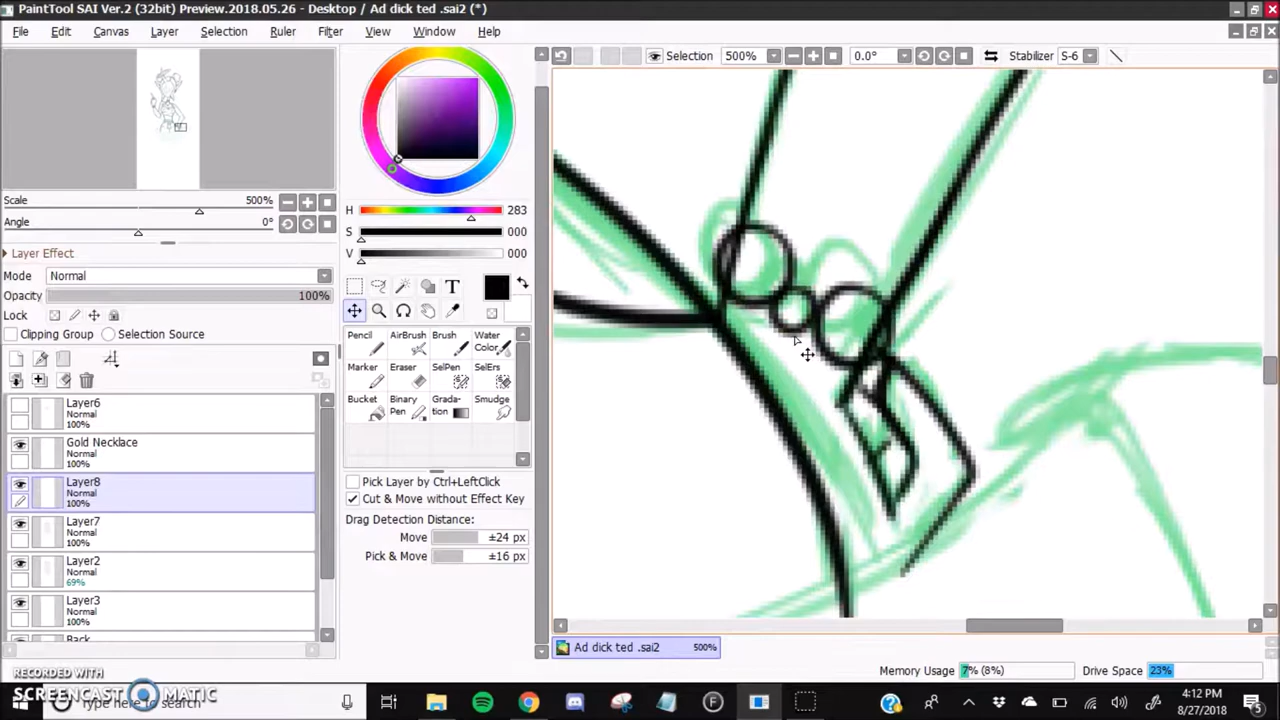 PaintTool SAI Ver.2 (32bit) Preview.2018.05.26 - Desktop / Ad dick ted .sai2 (*)
File Edit Canvas Layer Selection Ruler Filter View Window Help
Selection 500% 0.0° Stabilizer S-6
Scale 500%
Angle 0°
Layer Effect
Mode Normal
Opacity 100%
Lock
Clipping Group Selection Source
Layer6
Normal
100%
Gold Necklace
Normal
100%
Layer8
Normal
100%
Layer7
Normal
100%
Layer2
Normal
69%
Layer3
Normal
100%
Back
H 283
S 000
V 000
T
Pencil AirBrush Brush Water Color
Marker Eraser SelPen SelErs
Bucket Binary Pen Grada-tion Smudge
Pick Layer by Ctrl+LeftClick
Cut & Move without Effect Key
Drag Detection Distance:
Move ±24 px
Pick & Move ±16 px
Ad dick ted .sai2 500%
Memory Usage 7% (8%) Drive Space 23%
RECORDED WITH
SCREENCAST MATIC
Type here to search
4:12 PM
8/27/2018
5